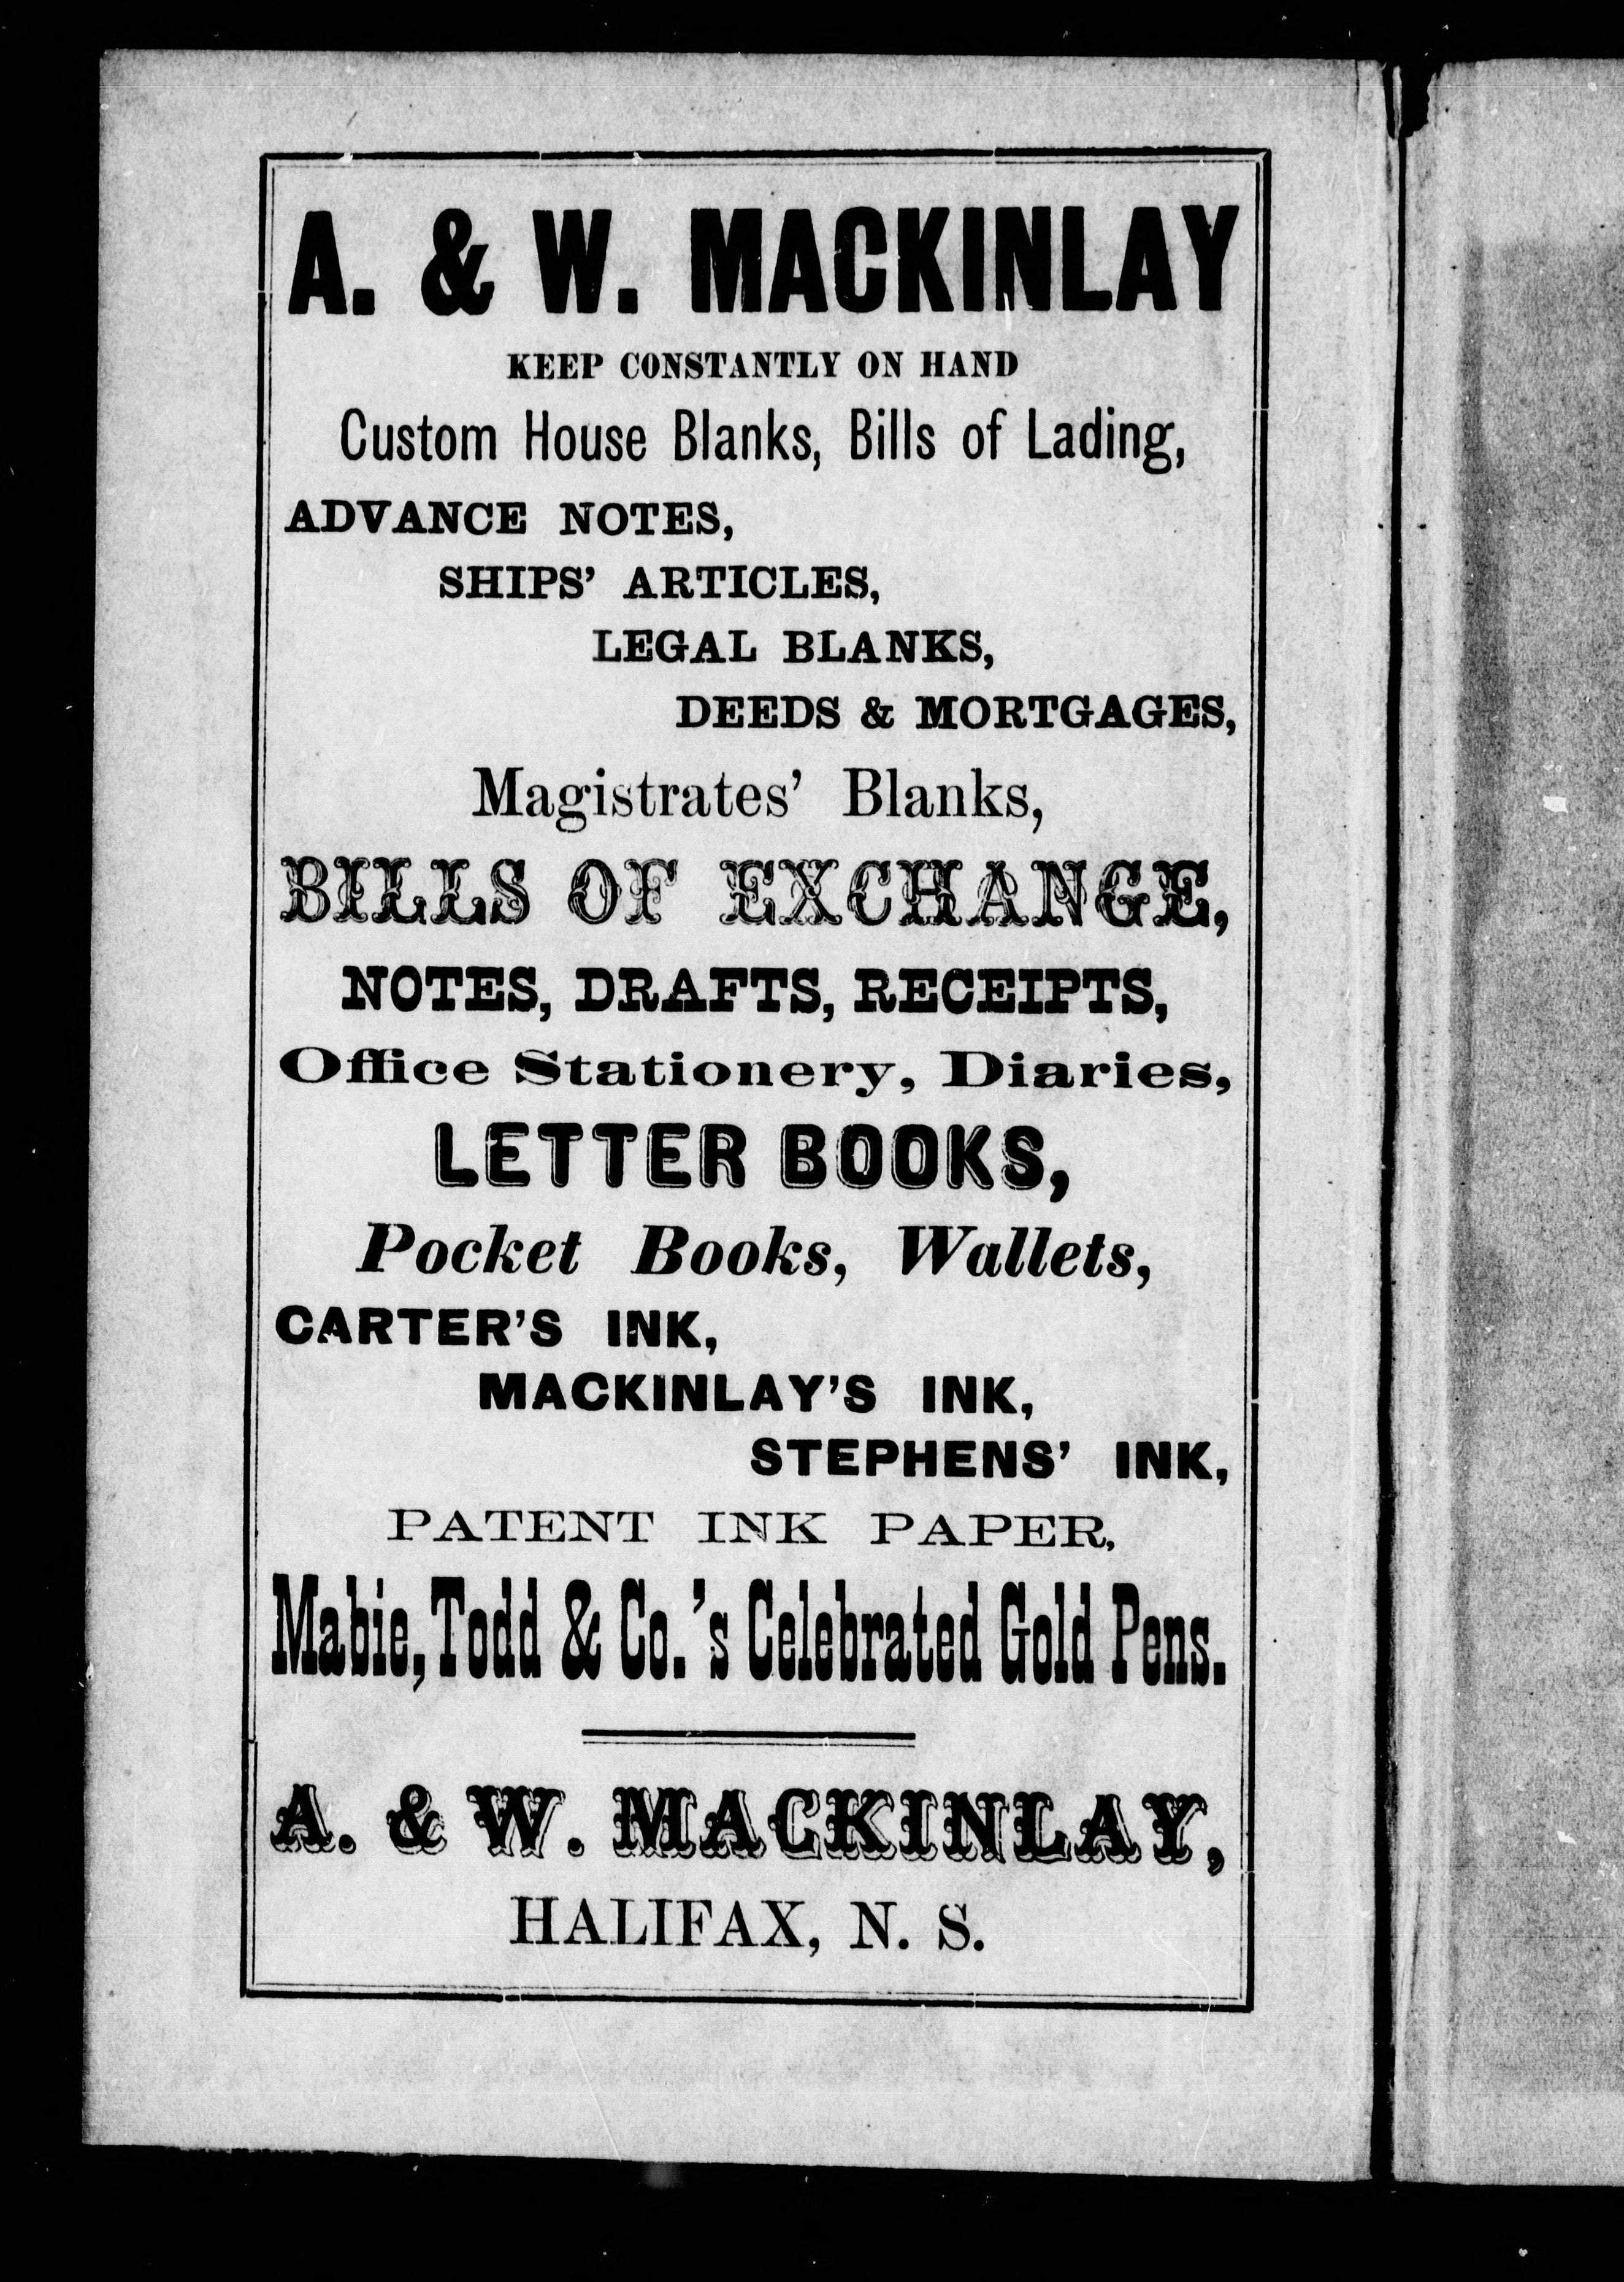 A. & W. MACKINLAY
KEEP CONSTANTLY ON HAND
Custom House Blanks, Bills of Lading,
ADVANCE NOTES,
SHIPS' ARTICLES,
LEGAL BLANKS,
DEEDS & MORTGAGES,
Magistrates' Blanks,
BILLS OF EXCHANGE,
NOTES, DRAFTS, RECEIPTS,
Office Stationery, Diaries,
LETTER BOOKS,
Pocket Books, Wallets,
CARTER'S INK,
MACKINLAY'S INK,
STEPHENS' INK,
PATENT INK PAPER,
Mabie, Todd & Co.'s Celebrated Gold Pens.
A. & W. MACKINLAY,
HALIFAX, N. S.